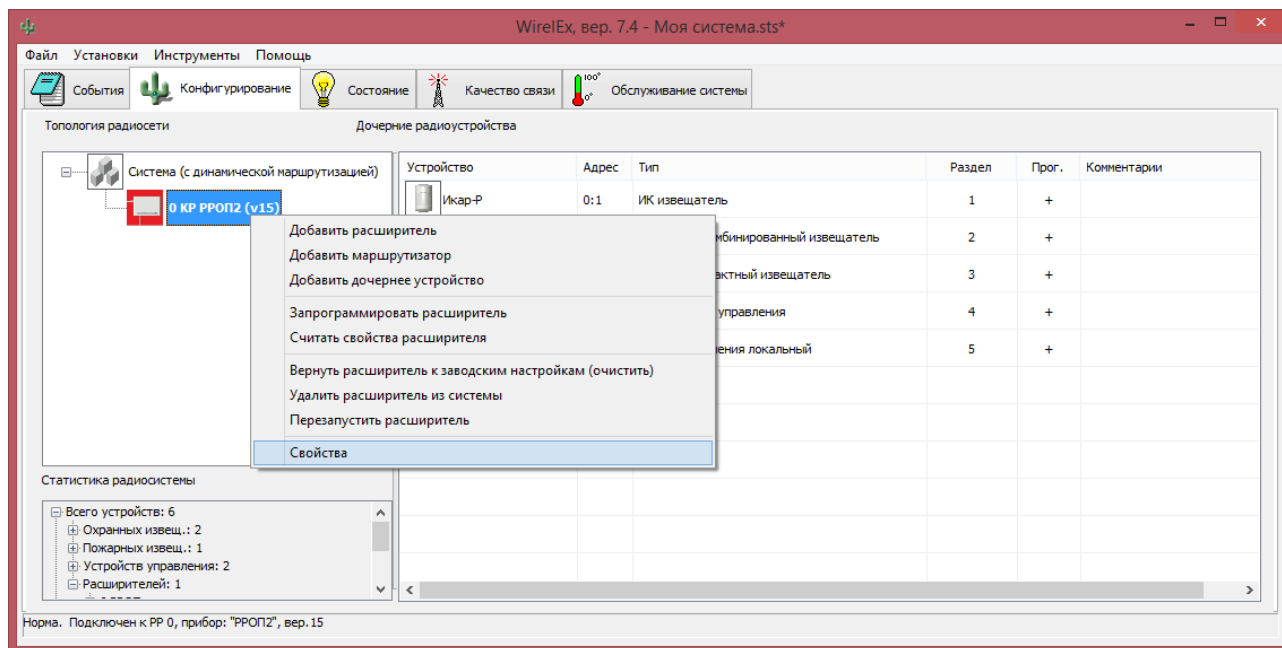 WirelEx, вер. 7.4 - Моя система.sts*
Файл Установки Инструменты Помощь
События Конфигурирование Состояние Качество связи 100° 0° Обслуживание системы
Топология радиосети Дочерние радиоустройства
Система (с динамической маршрутизацией)
0 КР РРОП2 (v15)
Устройство Адрес Тип Раздел Прог. Комментарии
Икар-Р 0:1 ИК извещатель 1 +
мбинированный извещатель 2 +
актный извещатель 3 +
управления 4 +
ения локальный 5 +
Добавить расширитель
Добавить маршрутизатор
Добавить дочернее устройство
Запрограммировать расширитель
Считать свойства расширителя
Вернуть расширитель к заводским настройкам (очистить)
Удалить расширитель из системы
Перезапустить расширитель
Свойства
Статистика радиосистемы
Всего устройств: 6
Охранных извещ.: 2
Пожарных извещ.: 1
Устройств управления: 2
Расширителей: 1
Норма. Подключен к РР 0, прибор: "РРОП2", вер.15